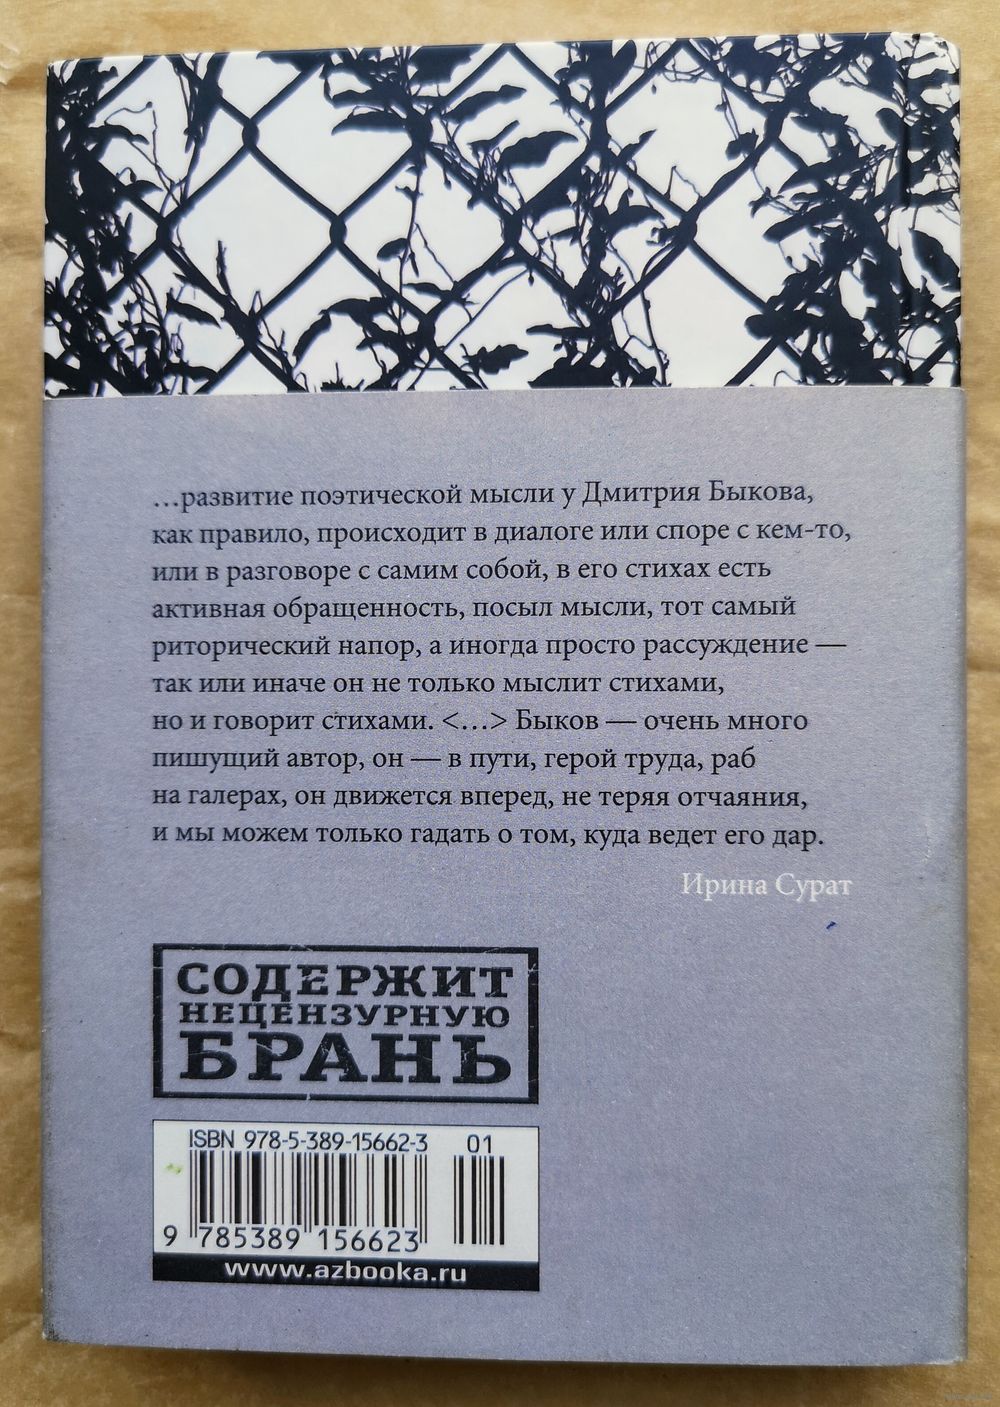 …развитие поэтической мысли у Дмитрия Быкова,
как правило, происходит в диалоге или споре с кем-то,
или в разговоре с самим собой, в его стихах есть
активная обращенность, посыл мысли, тот самый
риторический напор, а иногда просто рассуждение —
так или иначе он не только мыслит стихами,
но и говорит стихами. <…> Быков — очень много
пишущий автор, он — в пути, герой труда, раб
на галерах, он движется вперед, не теряя отчаяния,
и мы можем только гадать о том, куда ведет его дар.
Ирина Сурат
СОДЕРЖИТ
НЕЦЕНЗУРНУЮ
БРАНЬ
ISBN 978-5-389-15662-3 01
9 785389 156623
www.azbooka.ru